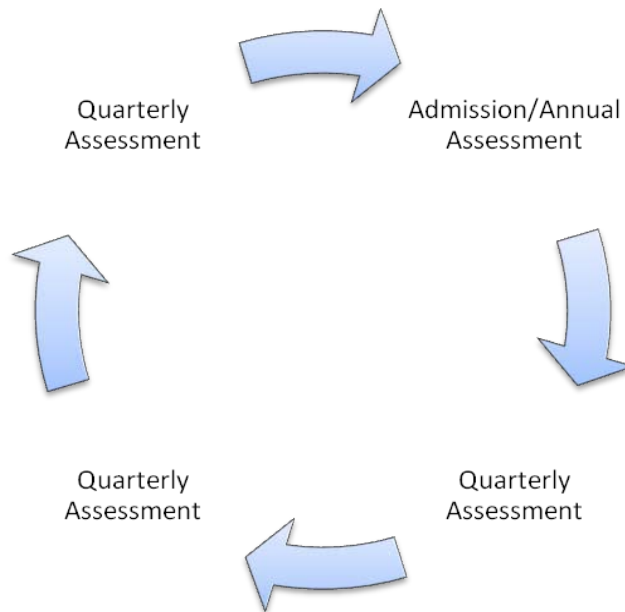 Quarterly
Assessment
Admission/Annual
Assessment
Quarterly
Assessment
Quarterly
Assessment